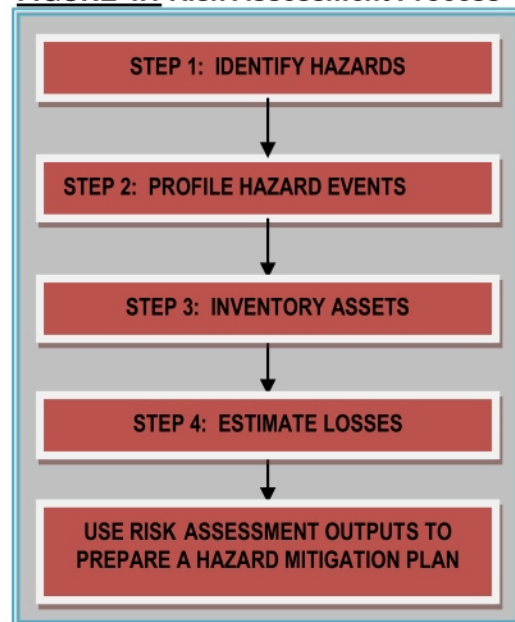 STEP 1: IDENTIFY HAZARDS
STEP 2: PROFILE HAZARD EVENTS
STEP 3: INVENTORY ASSETS
STEP 4: ESTIMATE LOSSES
USE RISK ASSESSMENT OUTPUTS TO
PREPARE A HAZARD MITIGATION PLAN